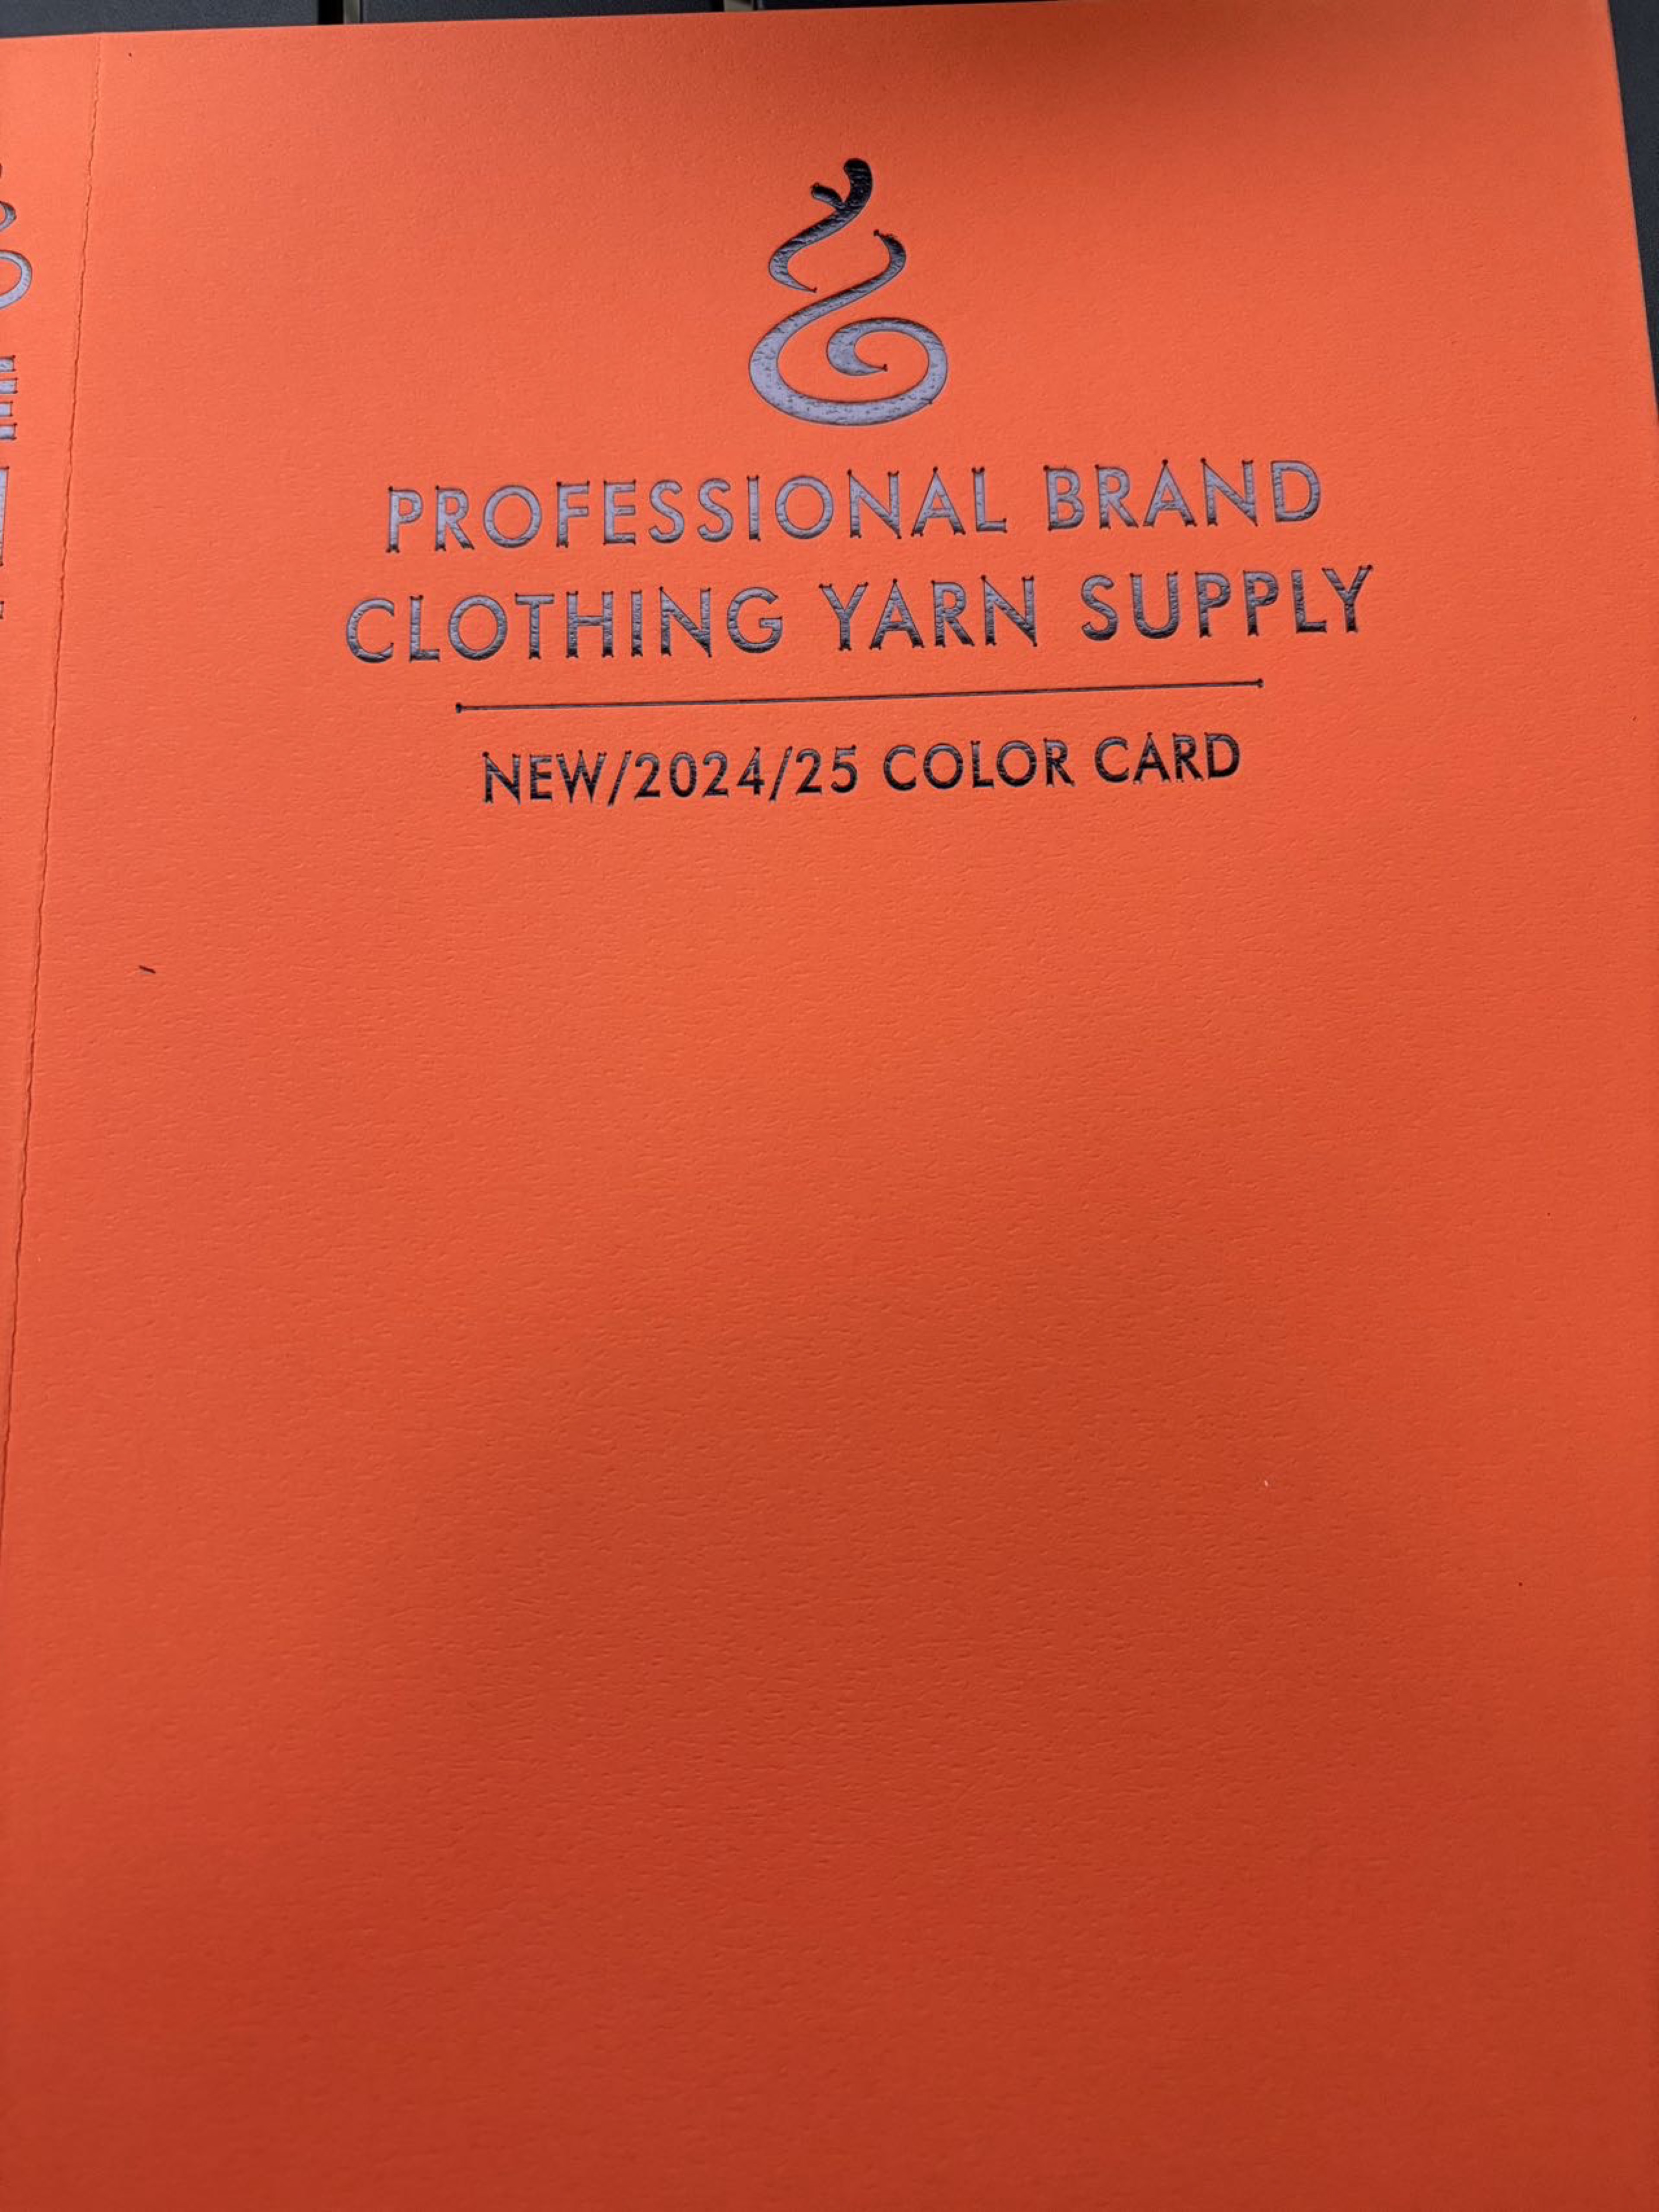 PROFESSIONAL BRAND
CLOTHING YARN SUPPLY
NEW/2024/25 COLOR CARD